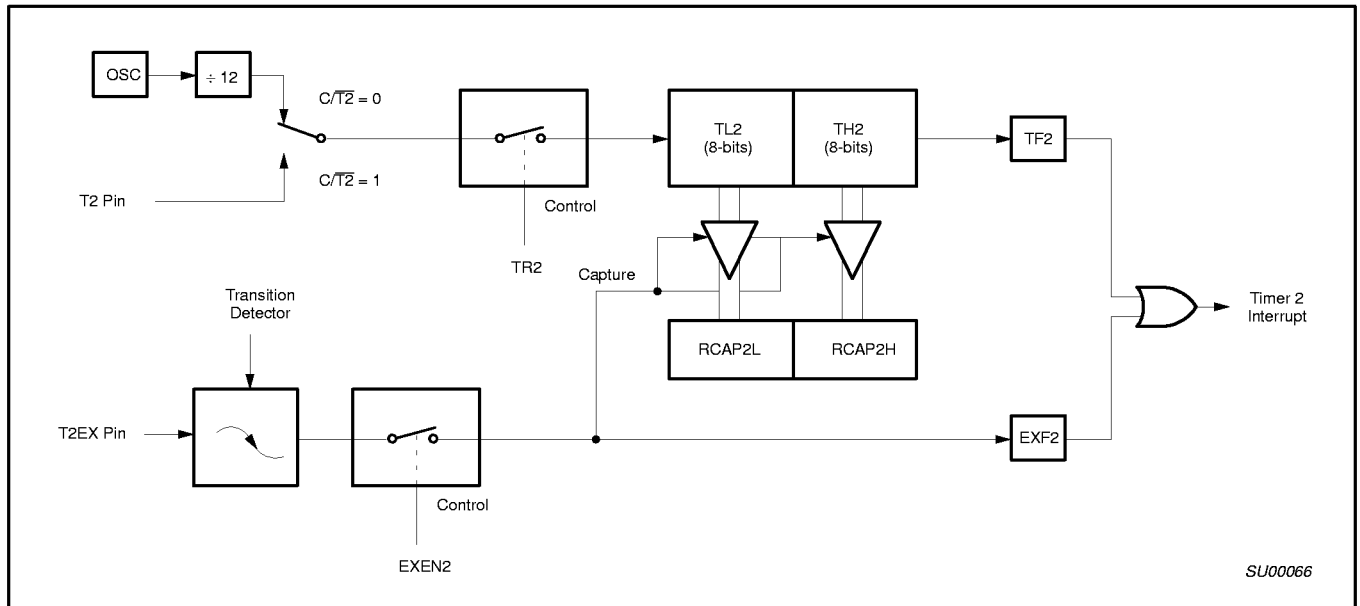 OSC
÷ 12
C/T2 = 0
C/T2 = 1
T2 Pin
TR2
Control
TL2
(8-bits)
TH2
(8-bits)
TF2
Capture
RCAP2L
RCAP2H
Timer 2
Interrupt
Transition
Detector
T2EX Pin
Control
EXEN2
EXF2
SU00066